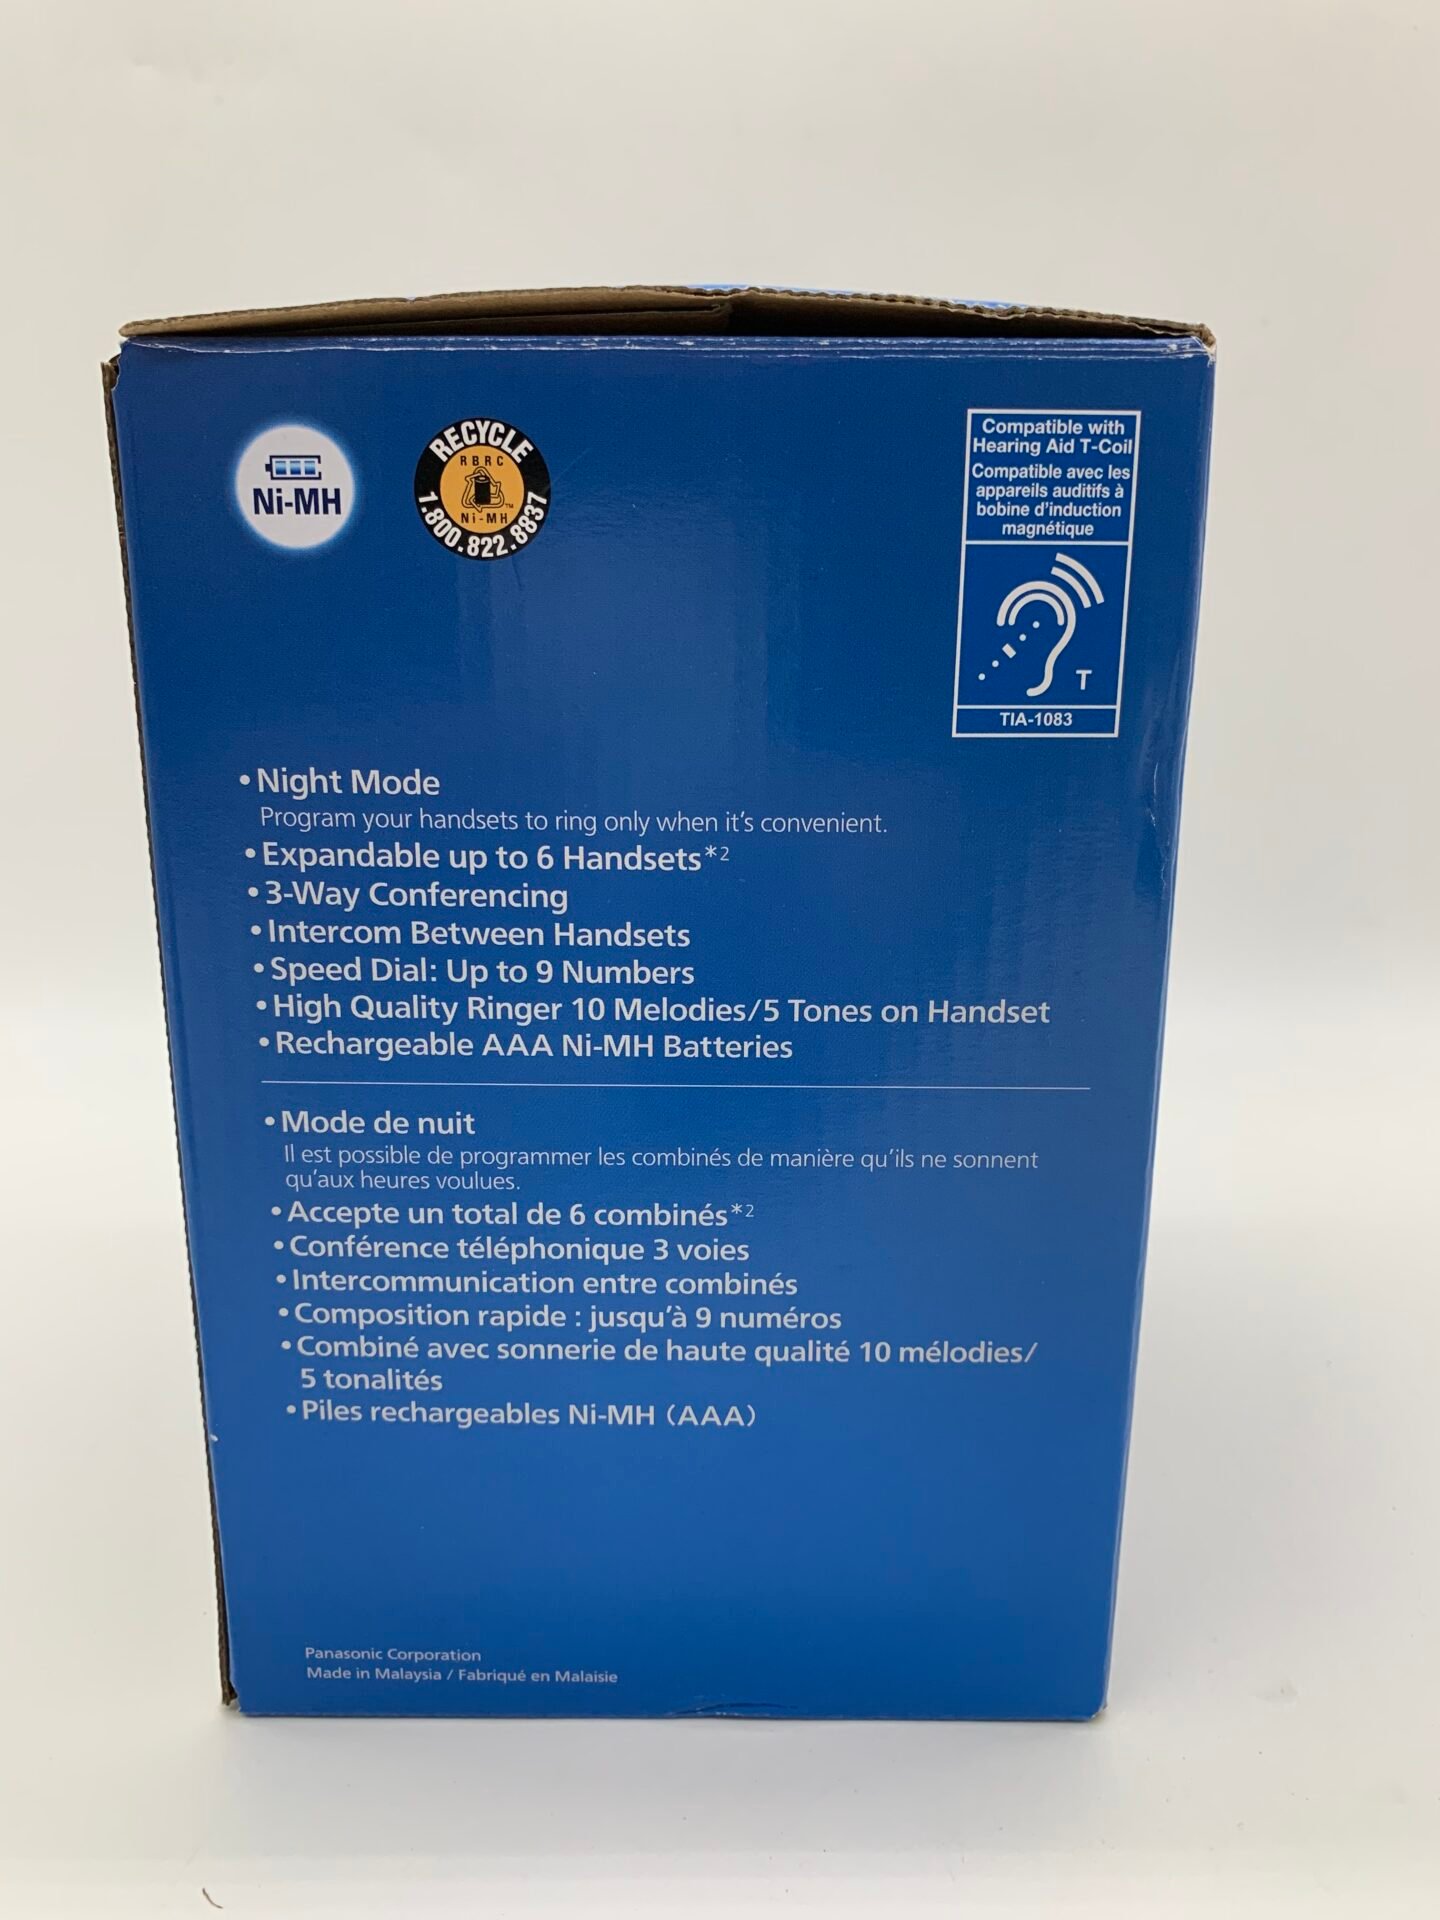 Ni-MH
RECYCLE
RBRC
TM
Ni-MH
1.800.822.8837
Compatible with
Hearing Aid T-Coil
Compatible avec les
appareils auditifs à
bobine d'induction
magnétique
T
TIA-1083
•Night Mode
Program your handsets to ring only when it's convenient.
•Expandable up to 6 Handsets*2
•3-Way Conferencing
•Intercom Between Handsets
•Speed Dial: Up to 9 Numbers
•High Quality Ringer 10 Melodies/5 Tones on Handset
•Rechargeable AAA Ni-MH Batteries
•Mode de nuit
Il est possible de programmer les combinés de manière qu'ils ne sonnent
qu'aux heures voulues.
•Accepte un total de 6 combinés*2
•Conférence téléphonique 3 voies
•Intercommunication entre combinés
•Composition rapide : jusqu'à 9 numéros
•Combiné avec sonnerie de haute qualité 10 mélodies/
5 tonalités
•Piles rechargeables Ni-MH (AAA)
Panasonic Corporation
Made in Malaysia / Fabriqué en Malaisie